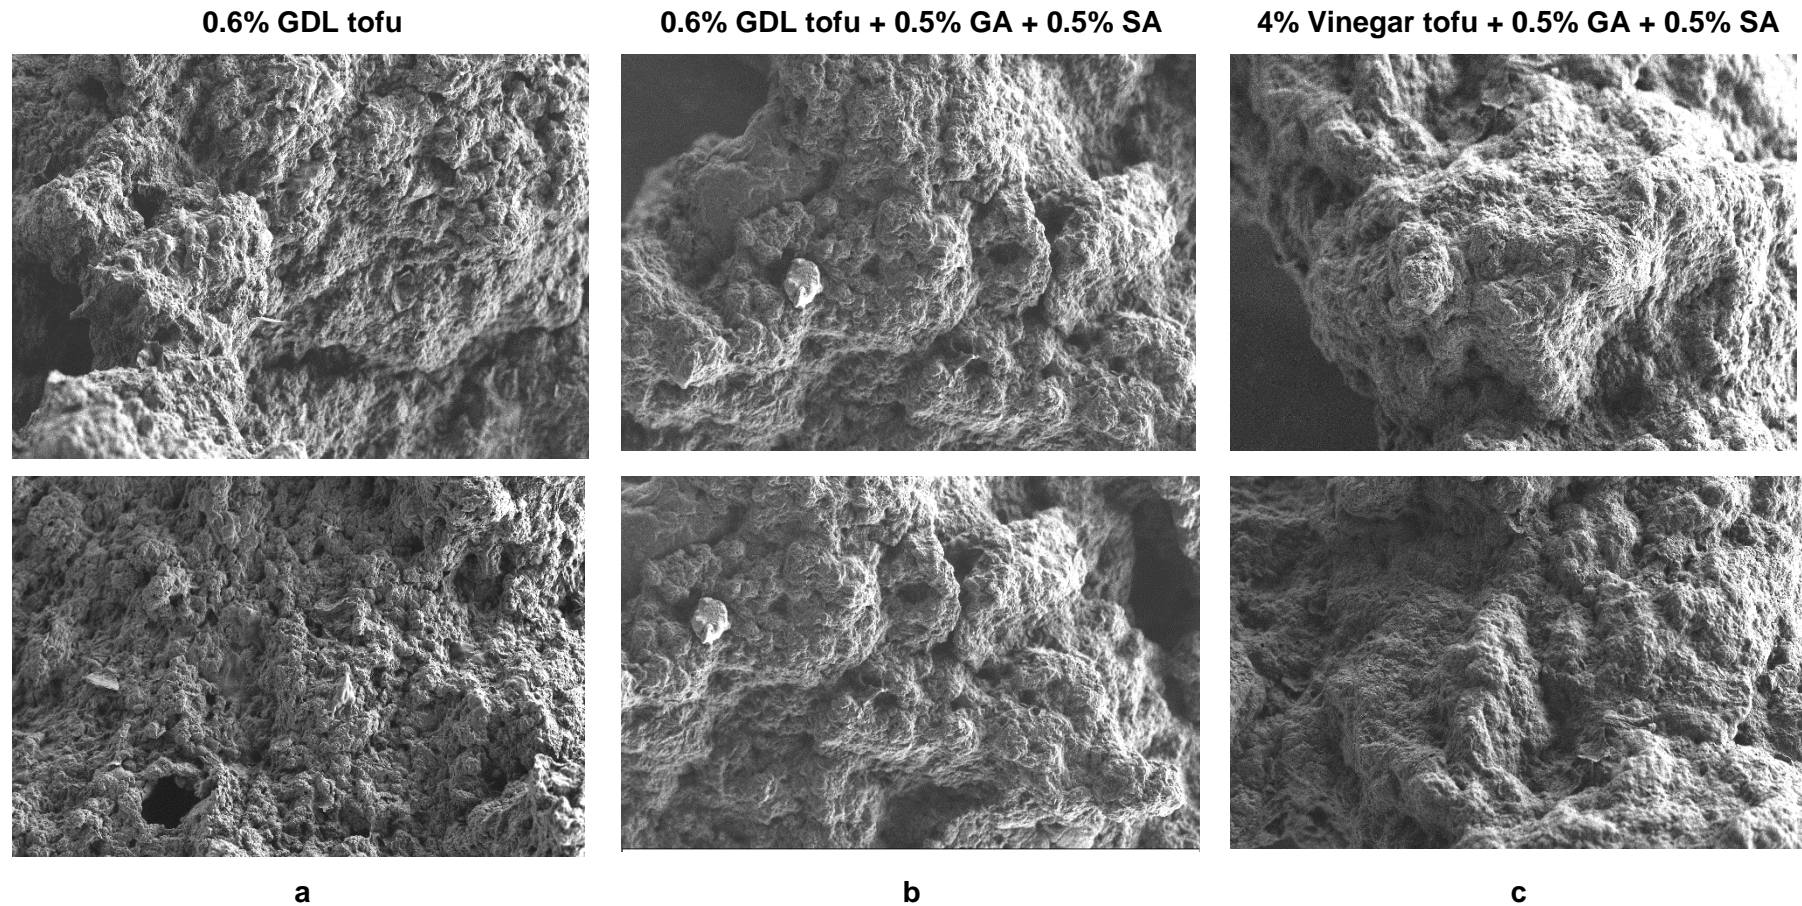 0.6% GDL tofu
0.6% GDL tofu + 0.5% GA + 0.5% SA
4% Vinegar tofu + 0.5% GA + 0.5% SA
a
b
c